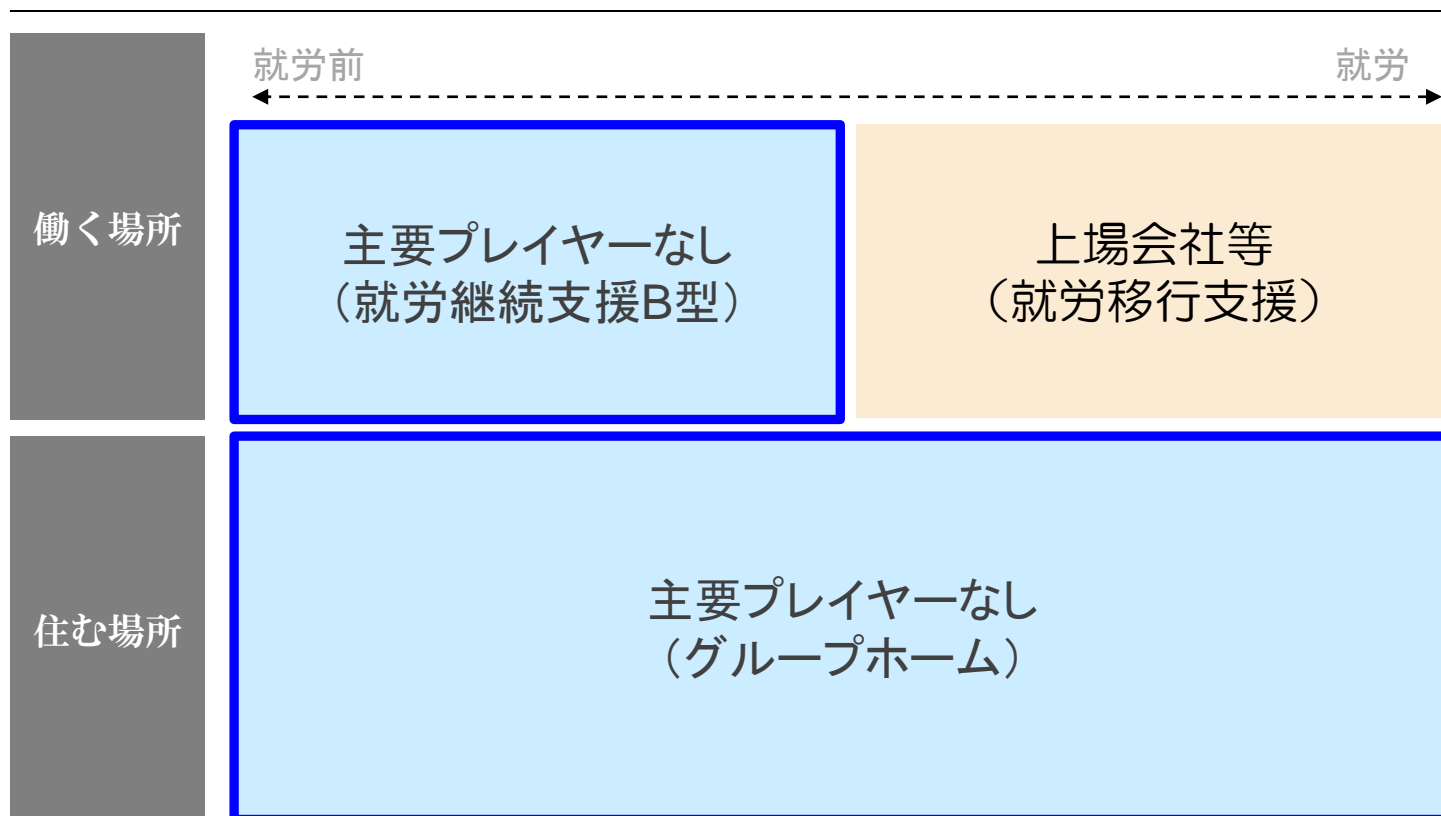 就労前
就労
働く場所
主要プレイヤーなし
（就労継続支援B型）
上場会社等
（就労移行支援）
住む場所
主要プレイヤーなし
（グループホーム）